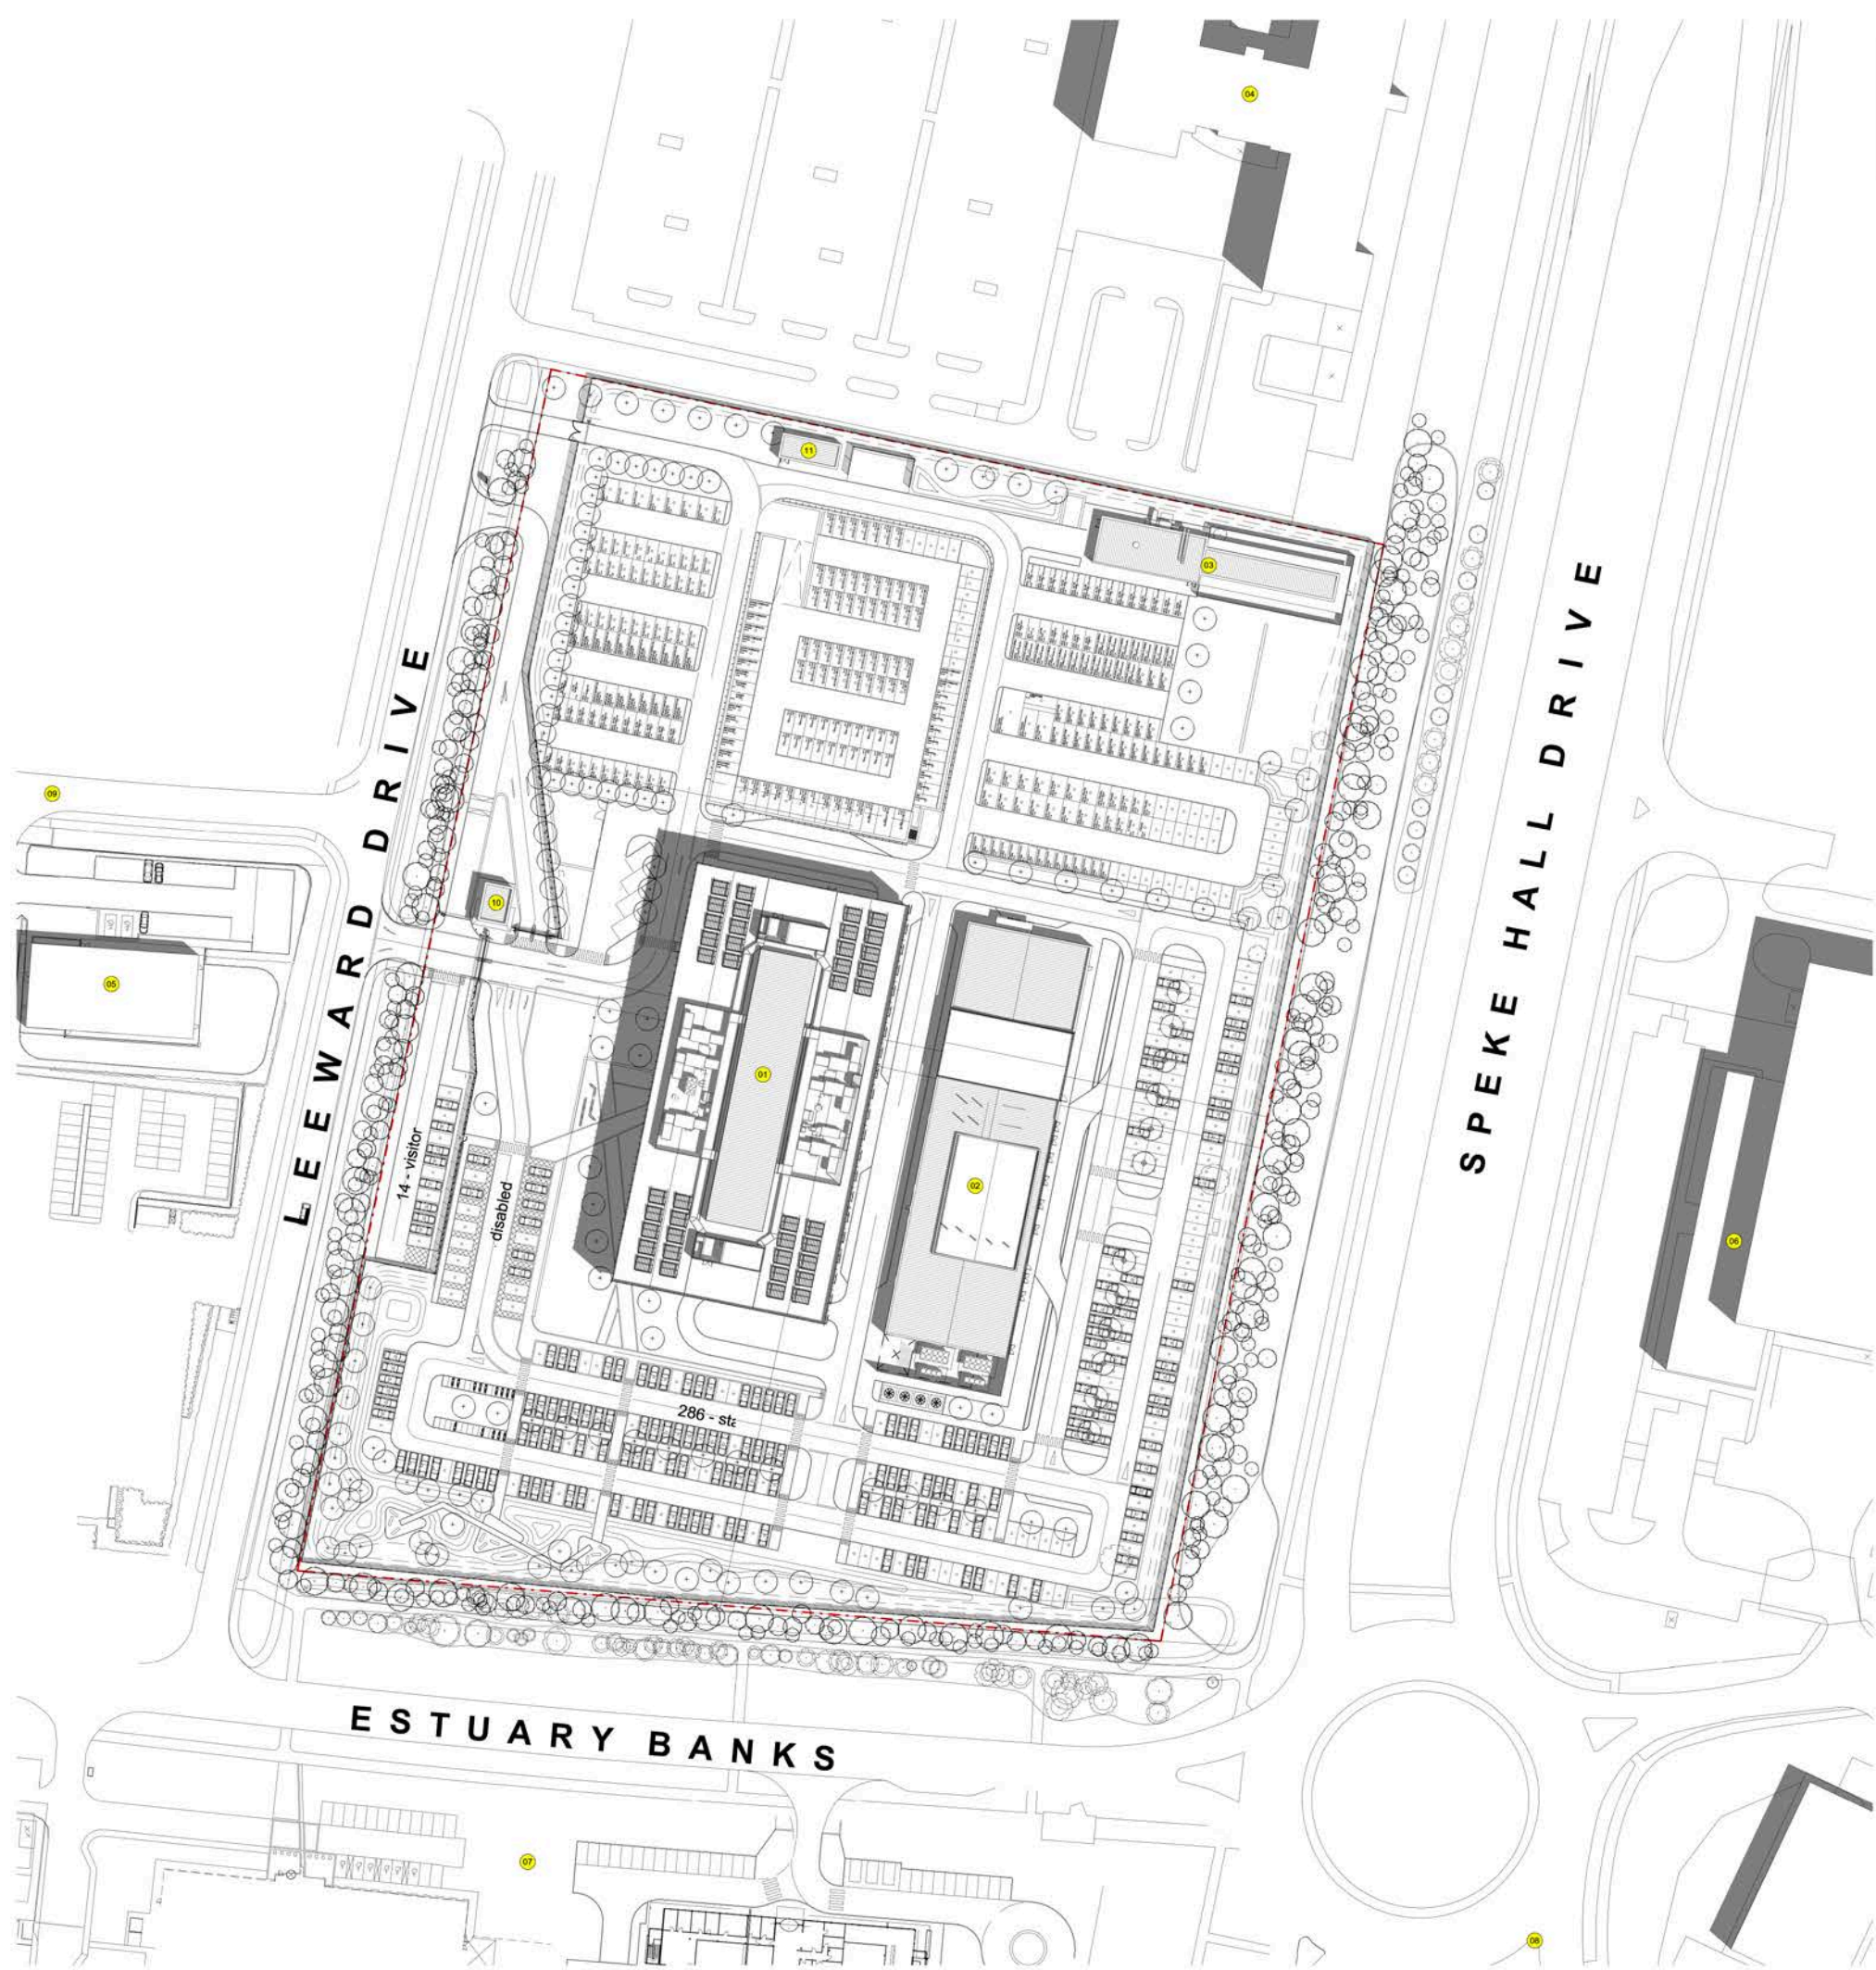 04
11
03
LEEWARD DRIVE
SPEKE HALL DRIVE
09
10
05
01
02
06
14 - visitor
disabled
286 - sta
ESTUARY BANKS
07
08